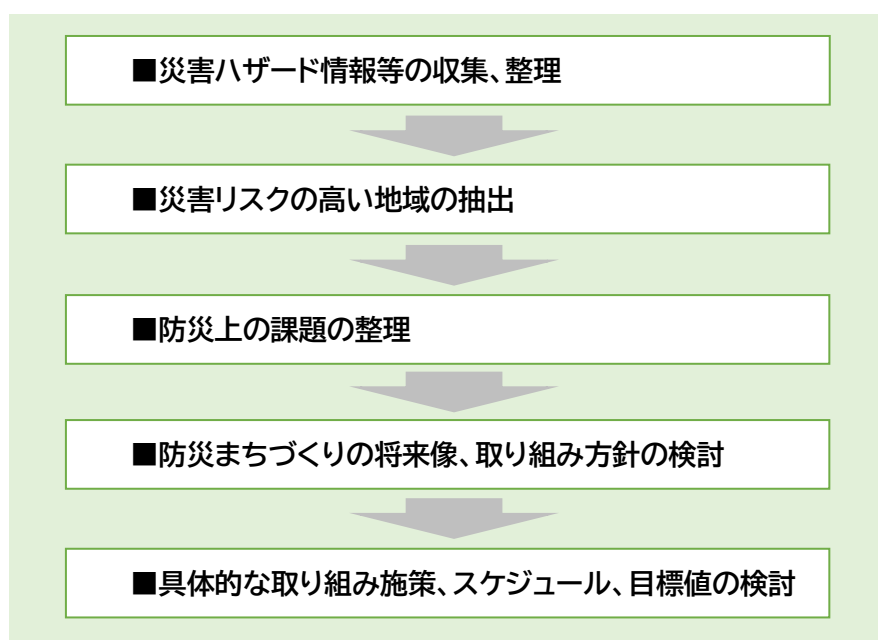 ■災害ハザード情報等の収集、整理
■災害リスクの高い地域の抽出
■防災上の課題の整理
■防災まちづくりの将来像、取り組み方針の検討
■具体的な取り組み施策、スケジュール、目標値の検討